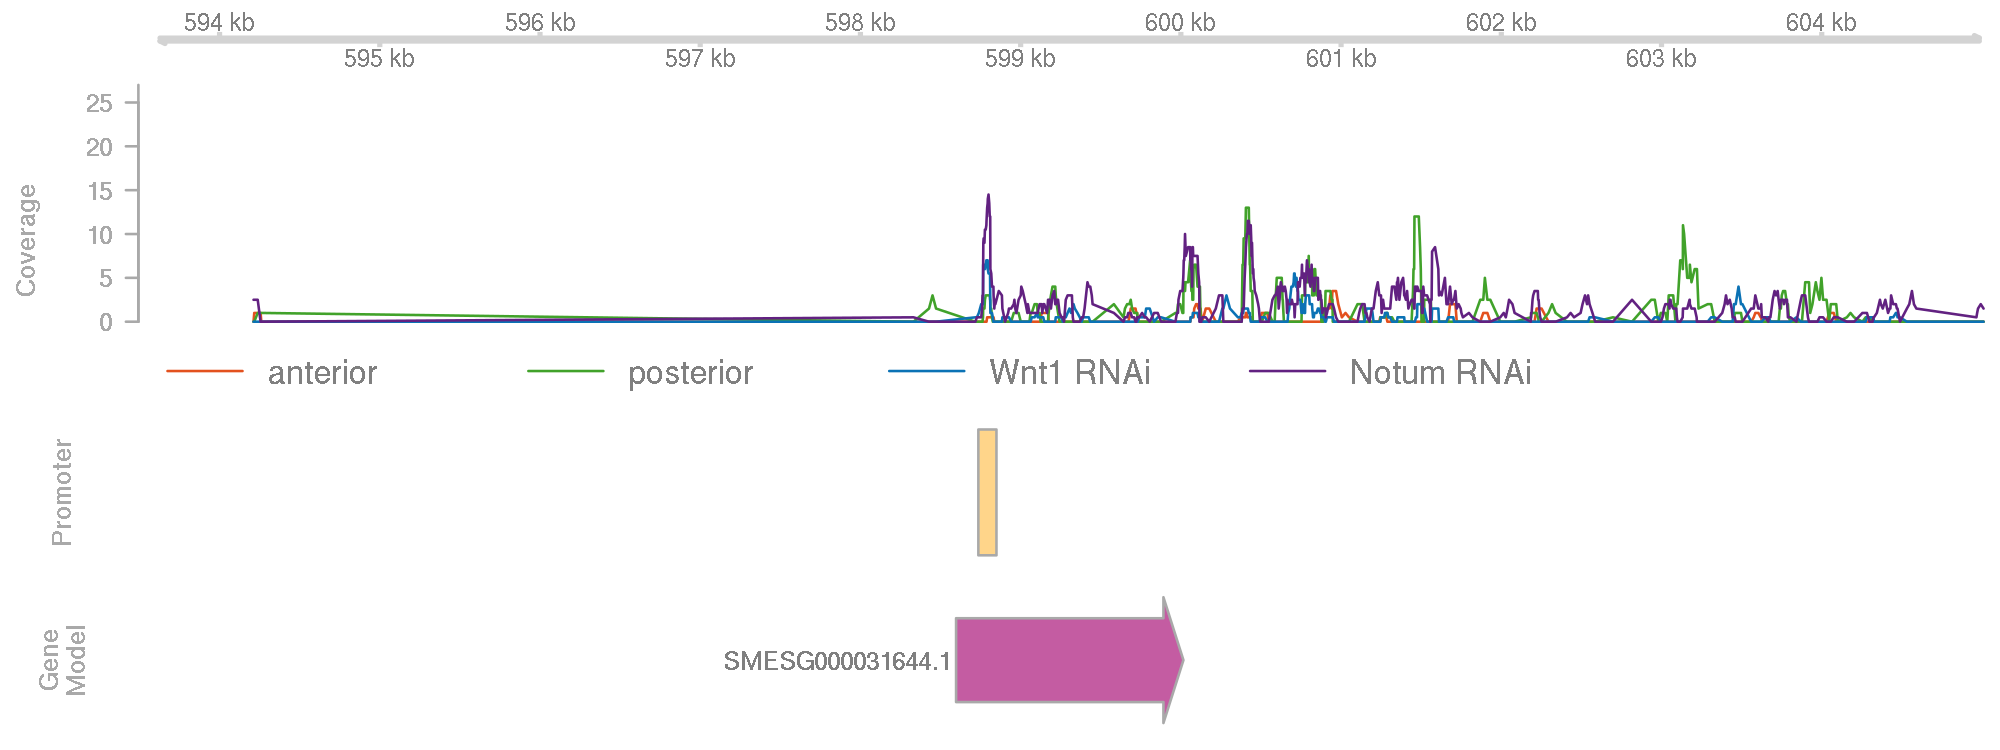 594 kb 596 kb 598 kb 600 kb 602 kb 604 kb
595 kb 597 kb 599 kb 601 kb 603 kb
Coverage
25
20
15
10
5
0
anterior posterior Wnt1 RNAi Notum RNAi
Promoter
Gene
Model
SMESG000031644.1